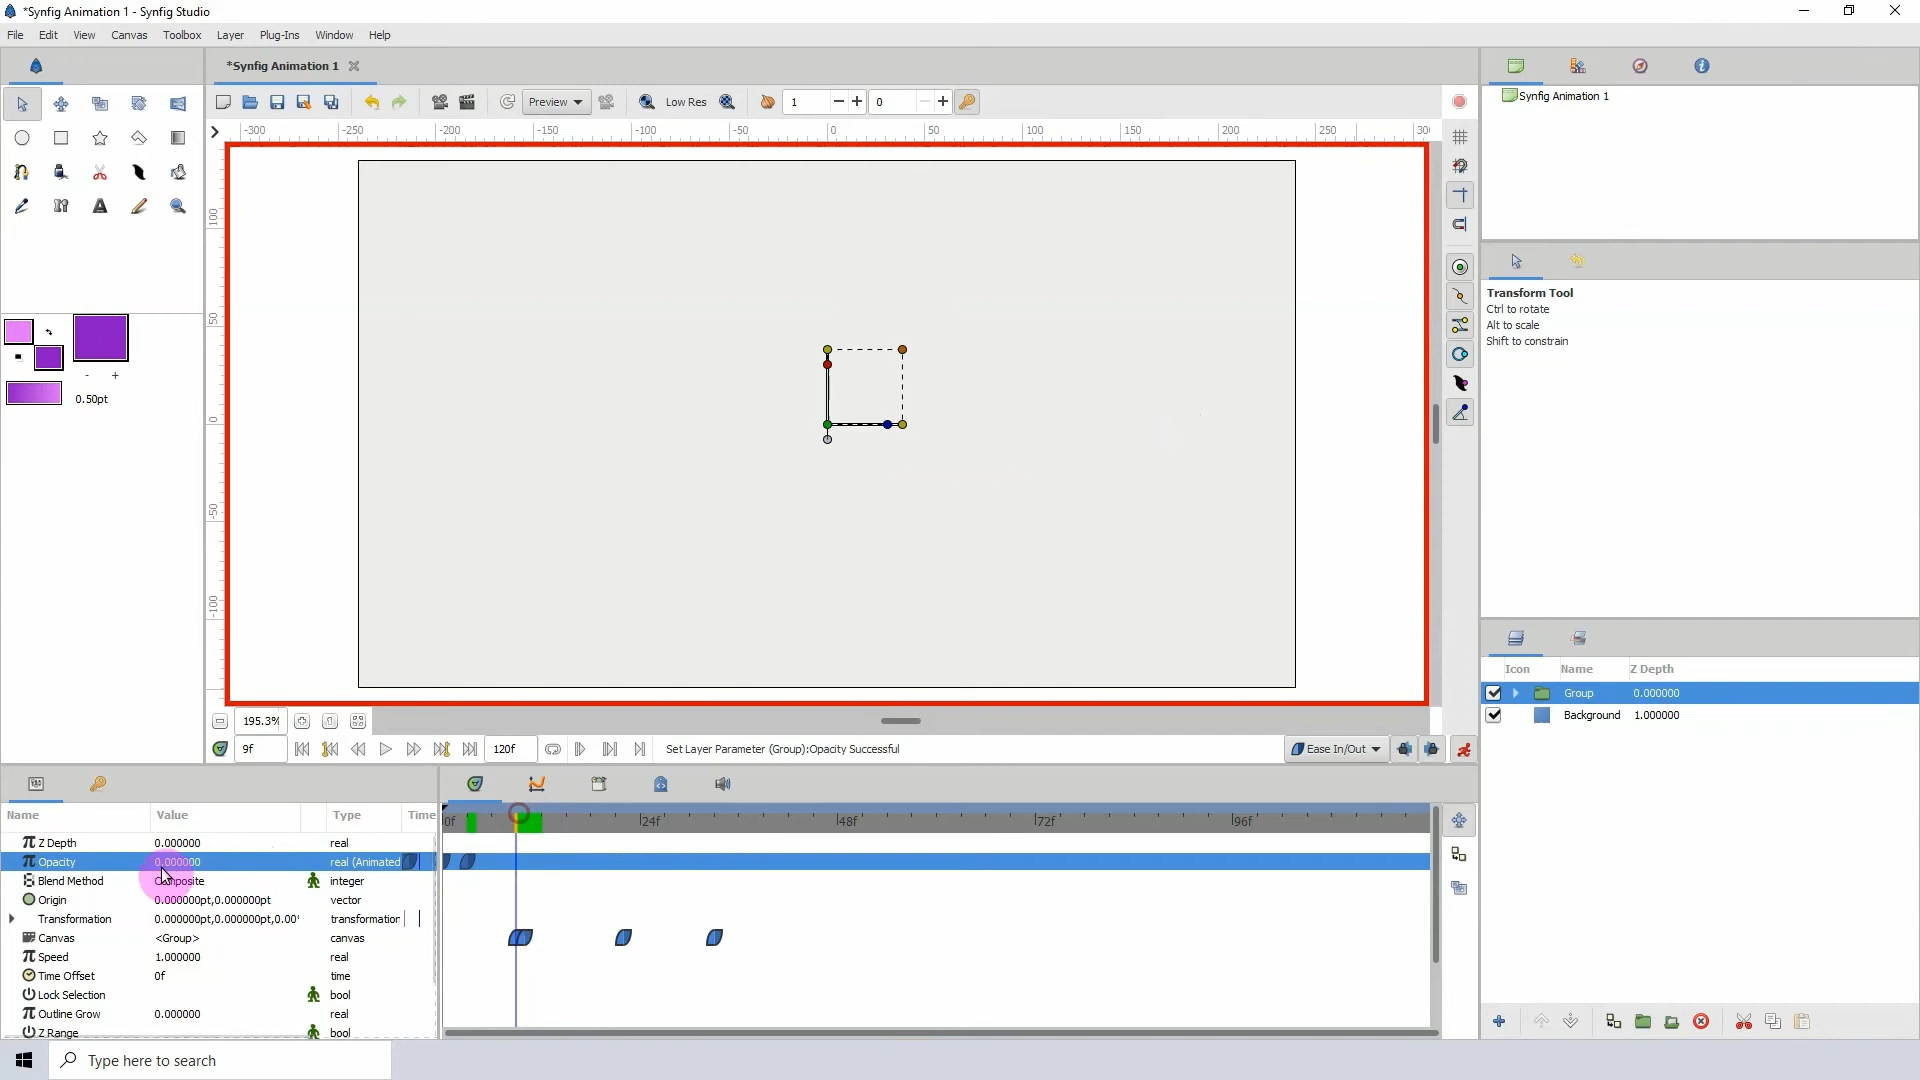 *Synfig Animation 1 - Synfig Studio
File Edit View Canvas Toolbox Layer Plug-Ins Window Help
*Synfig Animation 1
Preview Low Res 1 0
-300 -250 -200 -150 -100 -50 0 50 100 150 200 250
100
50
0
-50
-100
0.50pt
Synfig Animation 1
Transform Tool
Ctrl to rotate
Alt to scale
Shift to constrain
Icon Name Z Depth
Group 0.000000
Background 1.000000
195.3%
9f 120f Set Layer Parameter (Group):Opacity Successful Ease In/Out
Name Value Type Time
0f 24f 48f 72f 96f
Z Depth 0.000000 real
Opacity 0.000000 real (Animated
Blend Method Composite integer
Origin 0.000000pt,0.000000pt vector
Transformation 0.000000pt,0.000000pt,0.00° transformation
Canvas <Group> canvas
Speed 1.000000 real
Time Offset 0f time
Lock Selection bool
Outline Grow 0.000000 real
Z Range bool
Type here to search